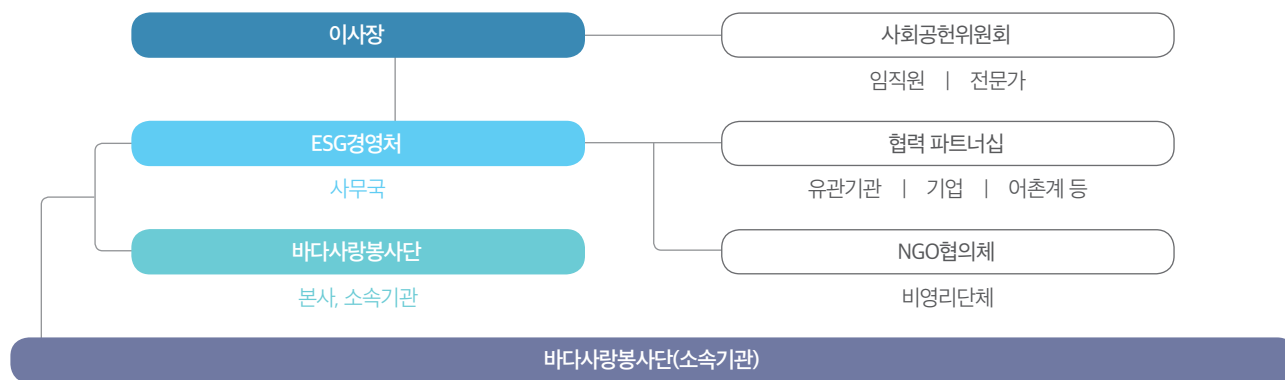 이사장
사회공헌위원회
임직원 | 전문가
ESG경영처
협력 파트너십
사무국
유관기관 | 기업 | 어촌계 등
바다사랑봉사단
NGO협의체
본사, 소속기관
비영리단체
바다사랑봉사단(소속기관)